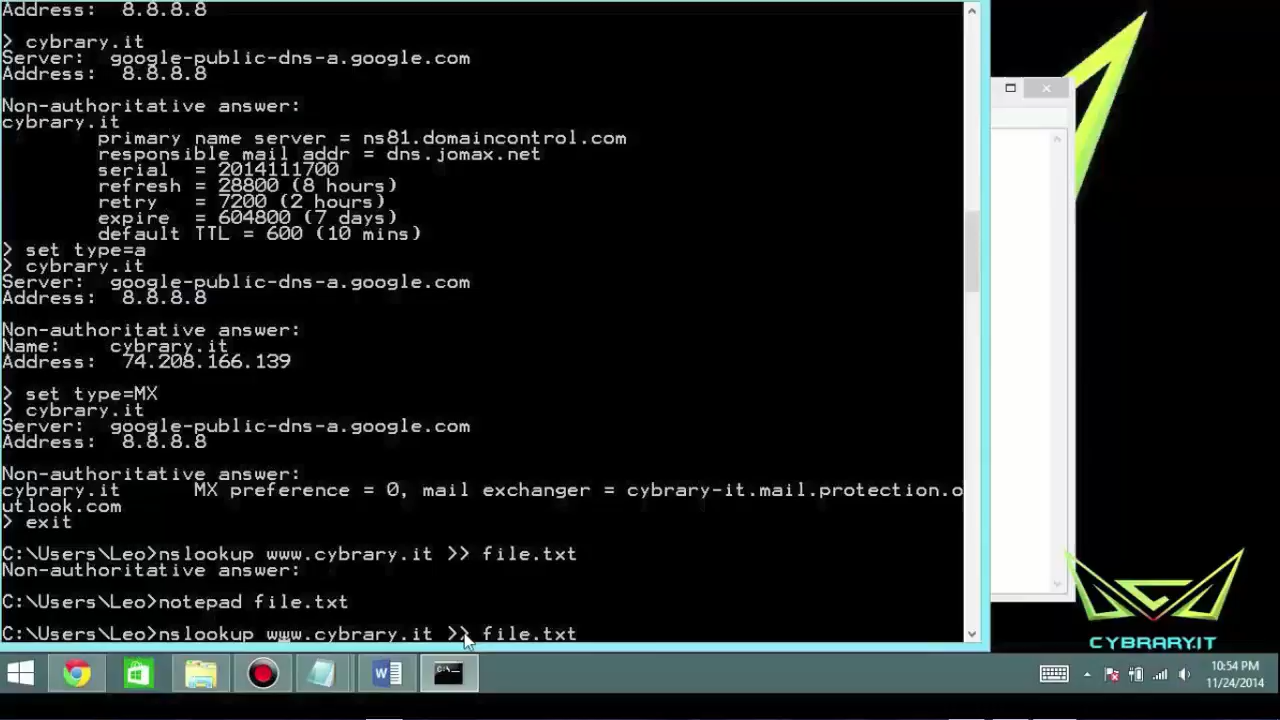 Address:  8.8.8.8
> cybrary.it
Server:  google-public-dns-a.google.com
Address:  8.8.8.8
Non-authoritative answer:
cybrary.it
primary name server = ns81.domaincontrol.com
responsible mail addr = dns.jomax.net
serial  = 2014111700
refresh = 28800 (8 hours)
retry   = 7200 (2 hours)
expire  = 604800 (7 days)
default TTL = 600 (10 mins)
> set type=a
> cybrary.it
Server:  google-public-dns-a.google.com
Address:  8.8.8.8
Non-authoritative answer:
Name:    cybrary.it
Address:  74.208.166.139
> set type=MX
> cybrary.it
Server:  google-public-dns-a.google.com
Address:  8.8.8.8
Non-authoritative answer:
cybrary.it      MX preference = 0, mail exchanger = cybrary-it.mail.protection.o
utlook.com
> exit
C:\Users\Leo>nslookup www.cybrary.it >> file.txt
Non-authoritative answer:
C:\Users\Leo>notepad file.txt
C:\Users\Leo>nslookup www.cybrary.it >> file.txt
CYBRARY.IT
10:54 PM
11/24/2014